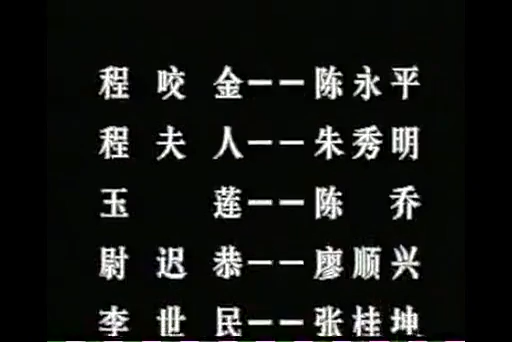 程咬金——陈永平
程夫人——朱秀明
玉莲——陈乔
尉迟恭——廖顺兴
李世民——张桂坤